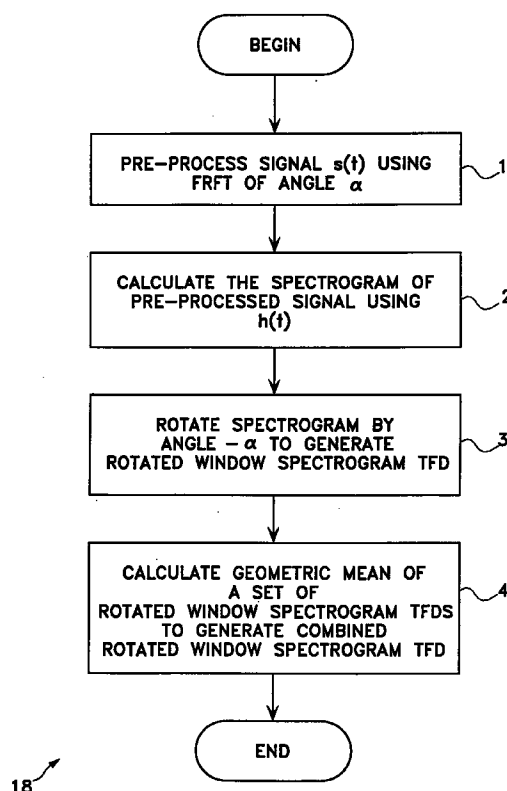 BEGIN
PRE-PROCESS SIGNAL s(t) USING
FRFT OF ANGLE α
1
CALCULATE THE SPECTROGRAM OF
PRE-PROCESSED SIGNAL USING
h(t)
2
ROTATE SPECTROGRAM BY
ANGLE -α TO GENERATE
ROTATED WINDOW SPECTROGRAM TFD
3
CALCULATE GEOMETRIC MEAN OF
A SET OF
ROTATED WINDOW SPECTROGRAM TFDS
TO GENERATE COMBINED
ROTATED WINDOW SPECTROGRAM TFD
4
END
18